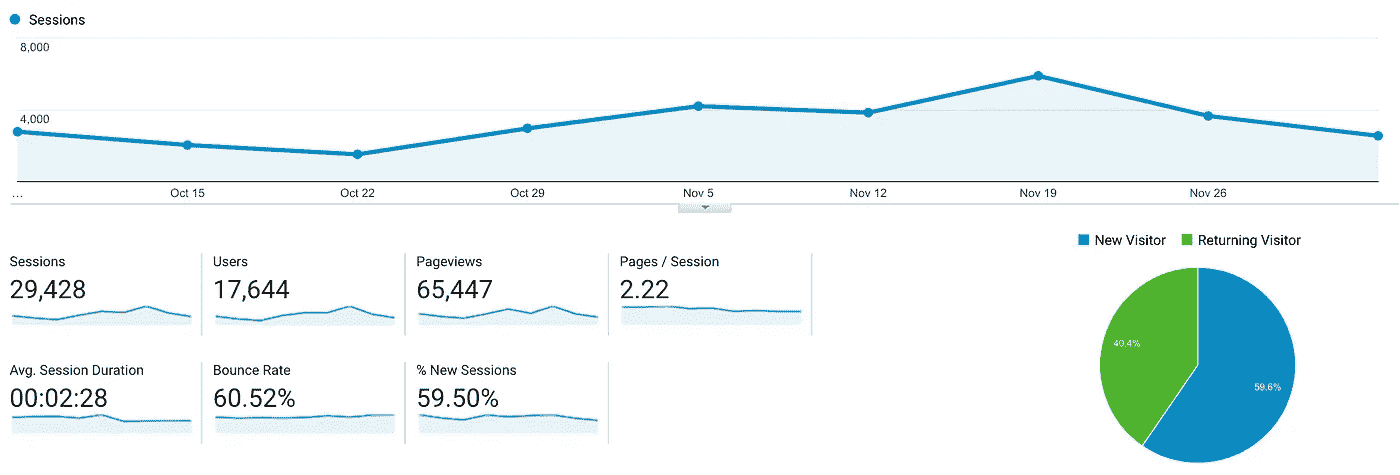 Sessions
8,000
4,000
...
Oct 15
Oct 22
Oct 29
Nov 5
Nov 12
Nov 19
Nov 26
New Visitor
Returning Visitor
Sessions
29,428
Users
17,644
Pageviews
65,447
Pages / Session
2.22
Avg. Session Duration
00:02:28
Bounce Rate
60.52%
% New Sessions
59.50%
40.4%
59.6%